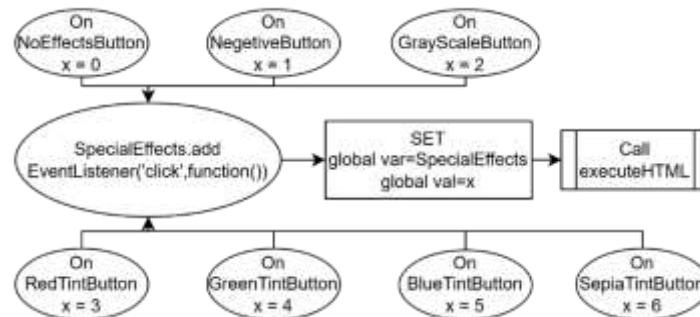 On
NoEffectsButton
x = 0
On
NegetiveButton
x = 1
On
GrayScaleButton
x = 2
SpecialEffects.add
EventListener('click',function())
SET
global var=SpecialEffects
global val=x
Call
executeHTML
On
RedTintButton
x = 3
On
GreenTintButton
x = 4
On
BlueTintButton
x = 5
On
SepiaTintButton
x = 6